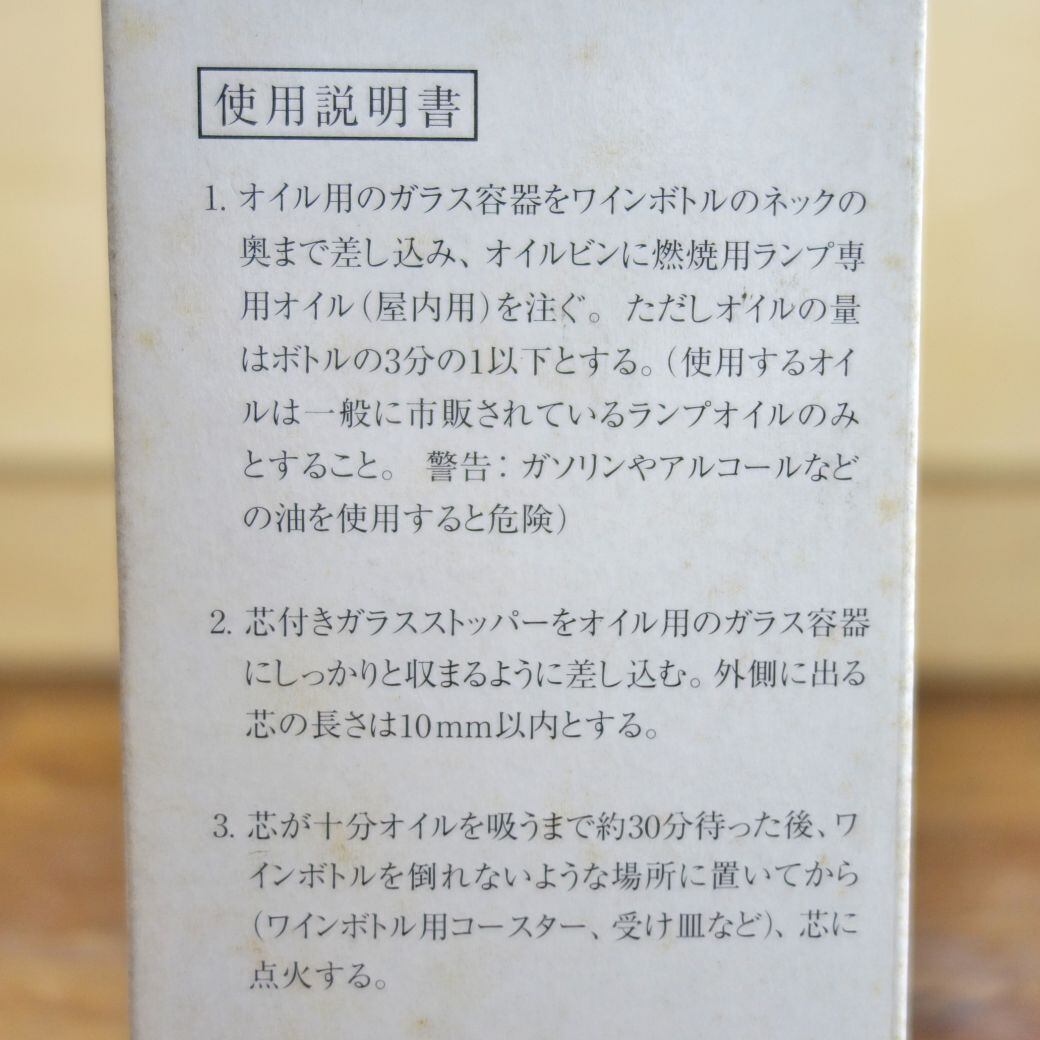 使用説明書
1. オイル用のガラス容器をワインボトルのネックの
奥まで差し込み、オイルビンに燃焼用ランプ専
用オイル(屋内用)を注ぐ。ただしオイルの量
はボトルの3分の1以下とする。(使用するオイ
ルは一般に市販されているランプオイルのみ
とすること。 警告：ガソリンやアルコールなど
の油を使用すると危険)
2. 芯付きガラスストッパーをオイル用のガラス容器
にしっかりと収まるように差し込む。外側に出る
芯の長さは10mm以内とする。
3. 芯が十分オイルを吸うまで約30分待った後、ワ
インボトルを倒れないような場所に置いてから
(ワインボトル用コースター、受け皿など)、芯に
点火する。